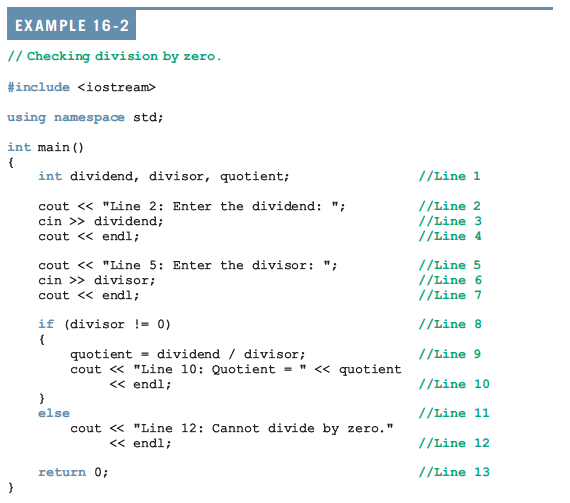 EXAMPLE 16-2
// Checking division by zero.
#include <iostream>
using namespace std;
int main()
{
    int dividend, divisor, quotient;                //Line 1
    cout << "Line 2: Enter the dividend: ";         //Line 2
    cin >> dividend;                                //Line 3
    cout << endl;                                   //Line 4
    cout << "Line 5: Enter the divisor: ";          //Line 5
    cin >> divisor;                                 //Line 6
    cout << endl;                                   //Line 7
    if (divisor != 0)                               //Line 8
    {
        quotient = dividend / divisor;              //Line 9
        cout << "Line 10: Quotient = " << quotient
             << endl;                               //Line 10
    }
    else                                            //Line 11
        cout << "Line 12: Cannot divide by zero."
             << endl;                               //Line 12
    return 0;                                       //Line 13
}